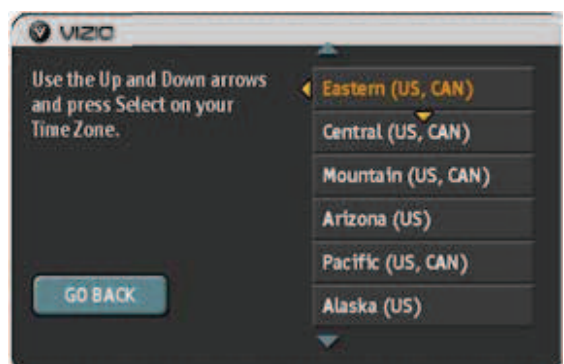 VIZIO
Use the Up and Down arrows
and press Select on your
Time Zone.
Eastern (US, CAN)
Central (US, CAN)
Mountain (US, CAN)
Arizona (US)
Pacific (US, CAN)
Alaska (US)
GO BACK